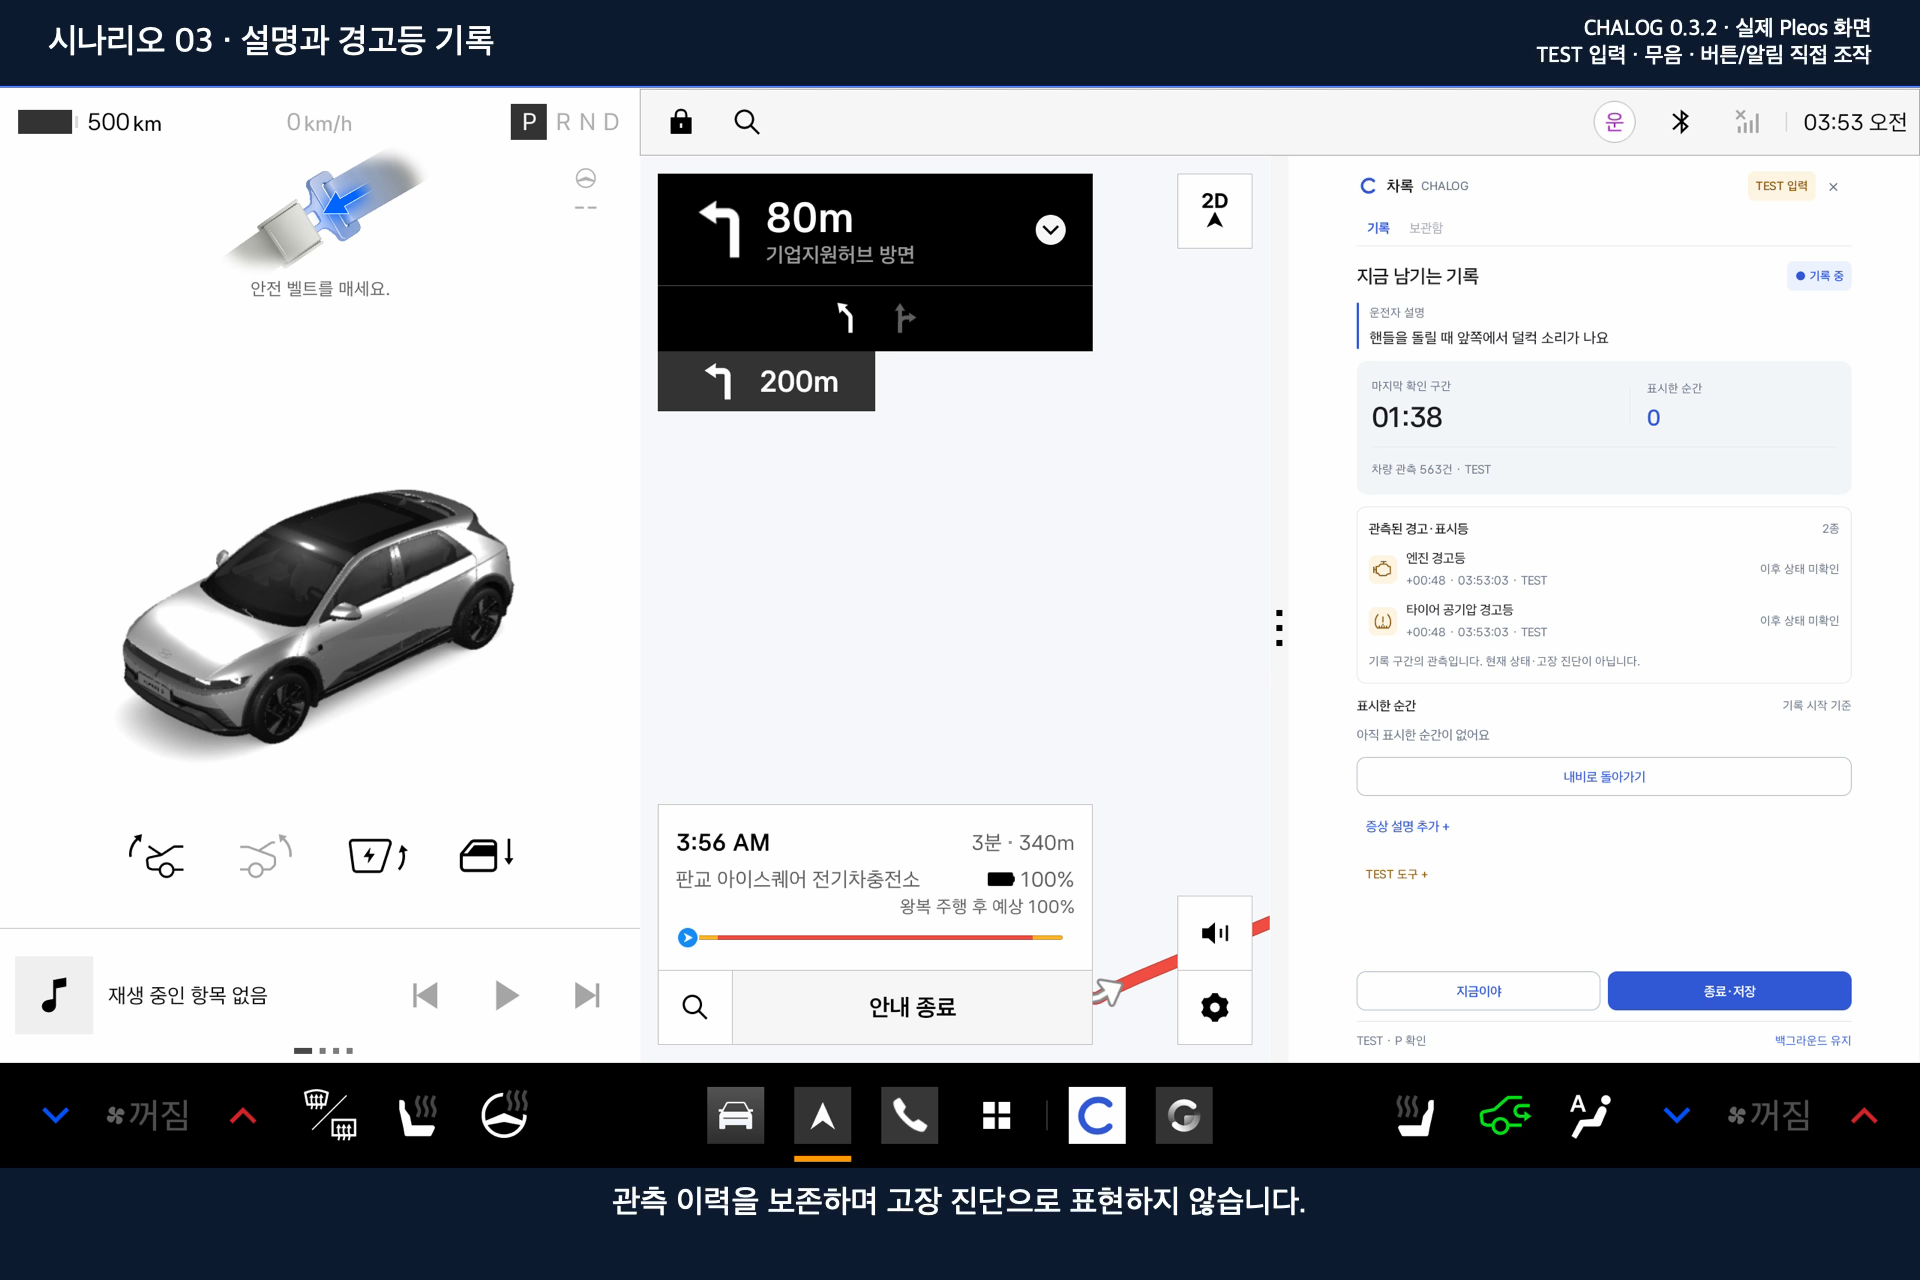 시나리오 03 · 설명과 경고등 기록
CHALOG 0.3.2 · 실제 Pleos 화면
TEST 입력 · 무음 · 버튼/알림 직접 조작
500 km
0 km/h
P R N D
안전 벨트를 매세요.
재생 중인 항목 없음
운
03:53 오전
80m
기업지원허브 방면
200m
2D
3:56 AM
3분 · 340m
판교 아이스퀘어 전기차충전소
100%
왕복 주행 후 예상 100%
안내 종료
차록 CHALOG
TEST 입력
×
기록 보관함
지금 남기는 기록
기록 중
운전자 설명
핸들을 돌릴 때 앞쪽에서 덜컥 소리가 나요
마지막 확인 구간
01:38
표시한 순간
0
차량 관측 563건 · TEST
관측된 경고·표시등
2종
엔진 경고등
+00:48 · 03:53:03 · TEST
이후 상태 미확인
타이어 공기압 경고등
+00:48 · 03:53:03 · TEST
이후 상태 미확인
기록 구간의 관측입니다. 현재 상태·고장 진단이 아닙니다.
표시한 순간
기록 시작 기준
아직 표시한 순간이 없어요
내비로 돌아가기
증상 설명 추가 +
TEST 도구 +
지금이야
종료·저장
TEST · P 확인
백그라운드 유지
꺼짐
A
꺼짐
관측 이력을 보존하며 고장 진단으로 표현하지 않습니다.